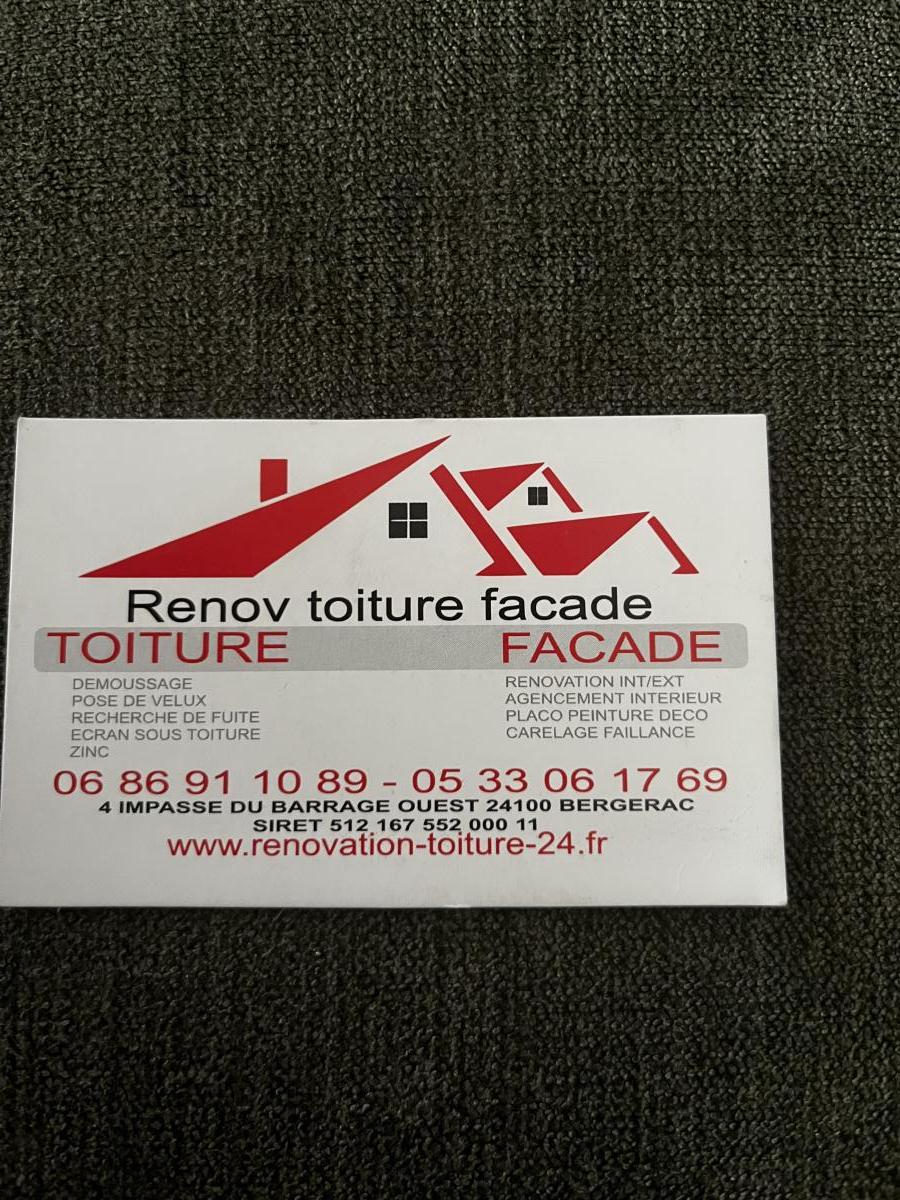 Renov toiture facade
TOITURE FACADE
DEMOUSSAGE
POSE DE VELUX
RECHERCHE DE FUITE
ECRAN SOUS TOITURE
ZINC
RENOVATION INT/EXT
AGENCEMENT INTERIEUR
PLACO PEINTURE DECO
CARELAGE FAILLANCE
06 86 91 10 89 - 05 33 06 17 69
4 IMPASSE DU BARRAGE OUEST 24100 BERGERAC
SIRET 512 167 552 000 11
www.renovation-toiture-24.fr